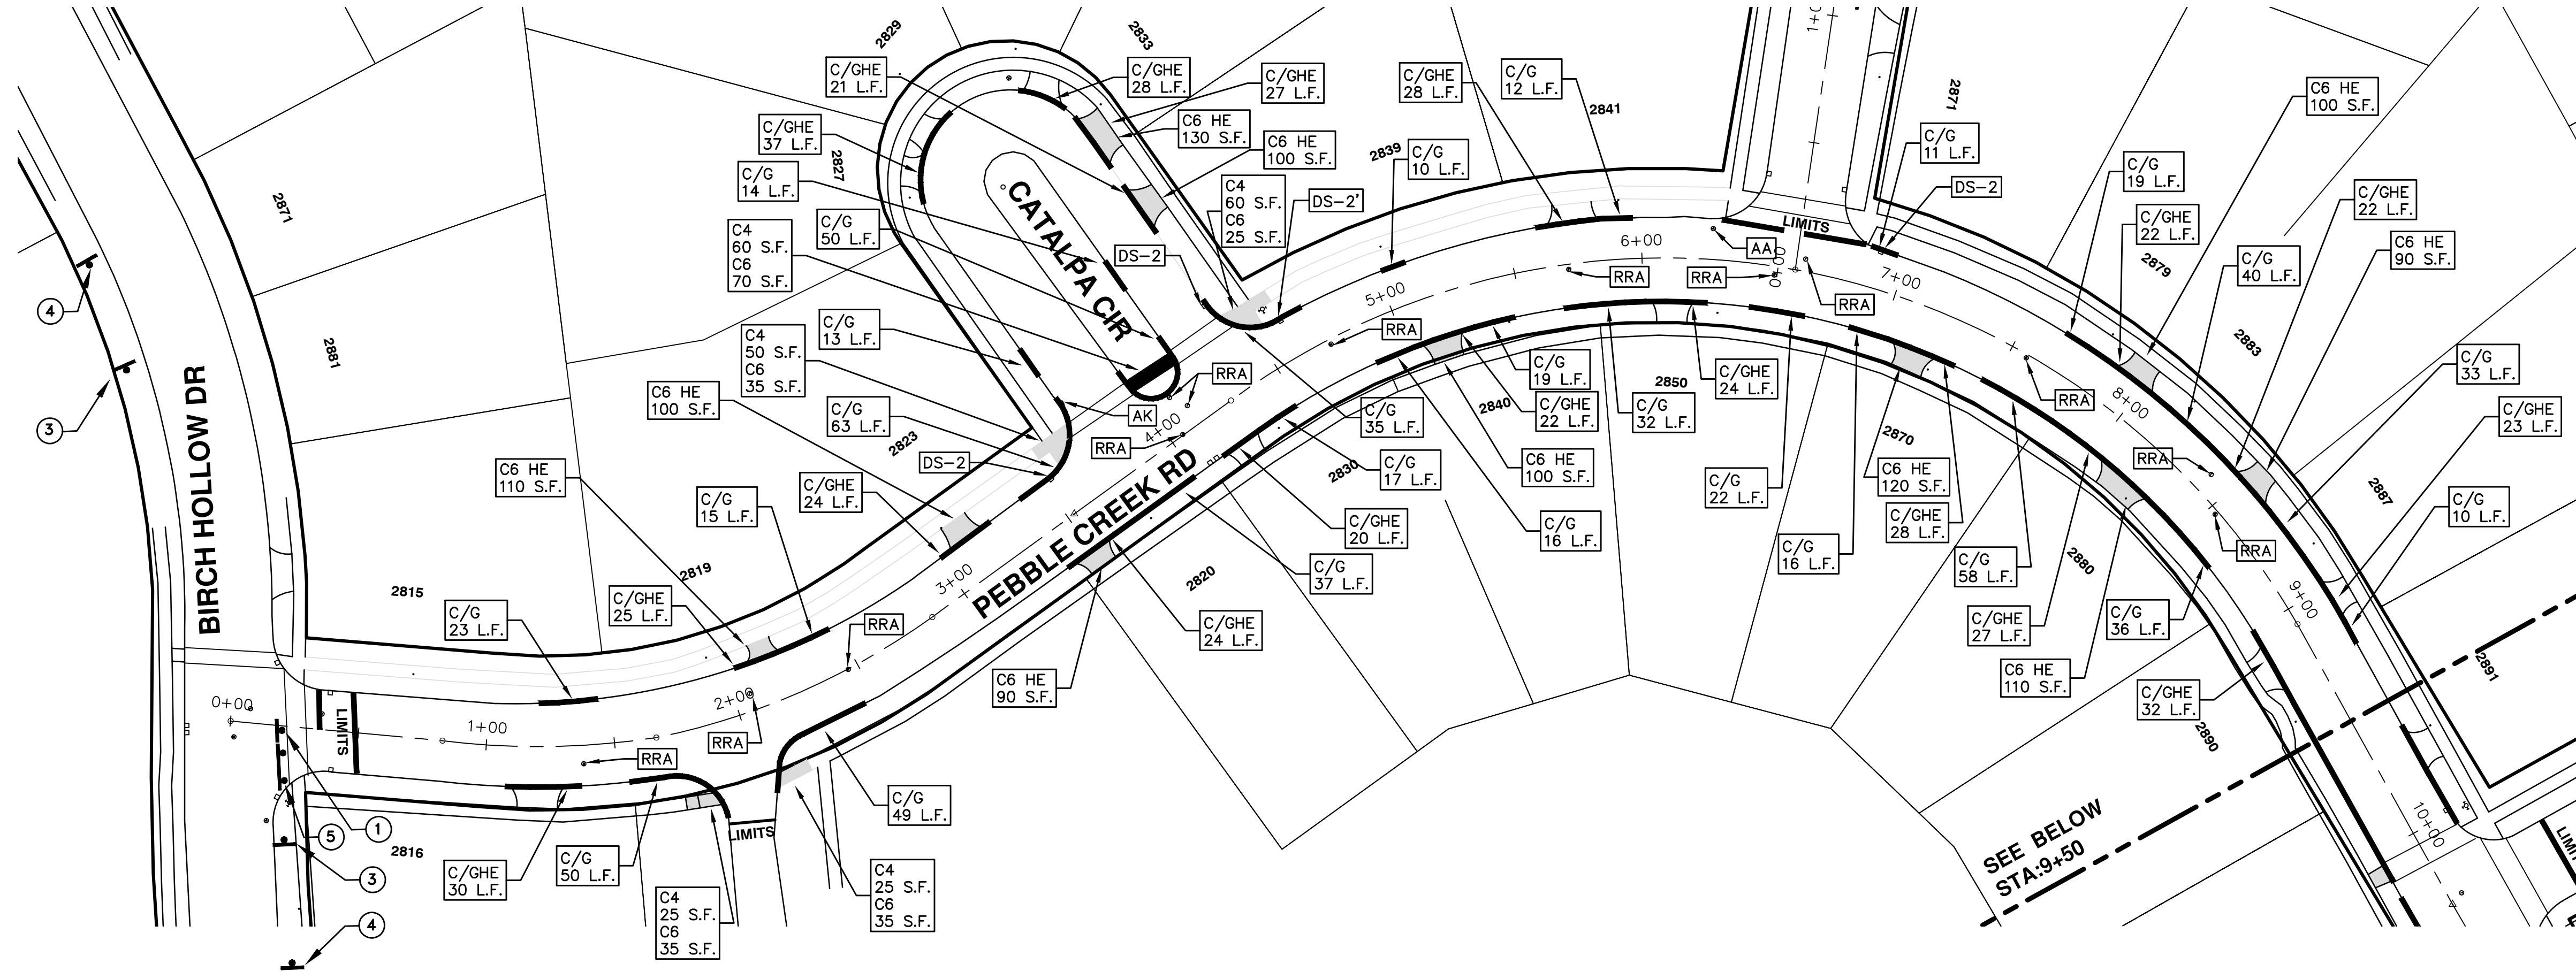 2829
2833
C/GHE
21 L.F.
C/GHE
28 L.F.
C/GHE
27 L.F.
C/GHE
28 L.F.
C/G
12 L.F.
2841
1+0
2871
C6 HE
100 S.F.
C/GHE
37 L.F.
2827
C6 HE
130 S.F.
C6 HE
100 S.F.
2839
C/G
10 L.F.
C/G
11 L.F.
C/G
19 L.F.
C/G
14 L.F.
C4
60 S.F.
C6
25 S.F.
DS-2'
DS-2
C/GHE
22 L.F.
2871
C/G
50 L.F.
CATALPA CIR
LIMITS
C/GHE
22 L.F.
C4
60 S.F.
C6
70 S.F.
DS-2
6+00
AA
0+00
2879
C/G
40 L.F.
C6 HE
90 S.F.
4
RRA
RRA
RRA
7+00
5+00
C/G
13 L.F.
RRA
2881
C4
50 S.F.
C6
35 S.F.
2883
C/G
33 L.F.
BIRCH HOLLOW DR
C6 HE
100 S.F.
RRA
C/G
19 L.F.
2850
C/GHE
24 L.F.
RRA
8+00
C/G
63 L.F.
AK
4+00
C/G
35 L.F.
2840
C/GHE
22 L.F.
C/G
32 L.F.
C/GHE
23 L.F.
3
2823
RRA
2870
DS-2
C6 HE
110 S.F.
2830
C/G
17 L.F.
C6 HE
100 S.F.
C6 HE
120 S.F.
RRA
C/GHE
24 L.F.
C/G
22 L.F.
2887
C/G
15 L.F.
C/G
10 L.F.
C/GHE
20 L.F.
C/G
16 L.F.
C/GHE
28 L.F.
PEBBLE CREEK RD
C/G
16 L.F.
RRA
2819
3+00
2820
C/G
37 L.F.
C/G
58 L.F.
2880
2815
C/GHE
25 L.F.
C/G
23 L.F.
RRA
C/GHE
24 L.F.
C/GHE
27 L.F.
C/G
36 L.F.
9+00
C6 HE
90 S.F.
C6 HE
110 S.F.
2891
0+00
LIMITS
1+00
2+00
RRA
RRA
C/GHE
32 L.F.
2890
C/G
49 L.F.
10+00
SEE BELOW
STA:9+50
5
1
LIMITS
2816
C/GHE
30 L.F.
C/G
50 L.F.
C4
25 S.F.
C6
35 S.F.
C4
25 S.F.
C6
35 S.F.
3
4